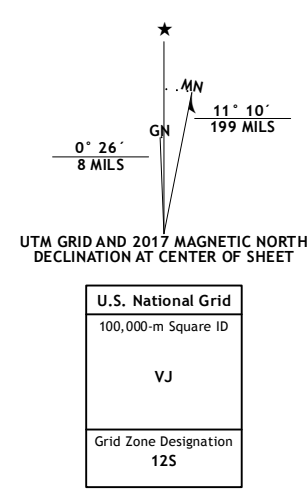 ★
MN
GN
11° 10´
199 MILS
0° 26´
8 MILS
UTM GRID AND 2017 MAGNETIC NORTH
DECLINATION AT CENTER OF SHEET
U.S. National Grid
100,000-m Square ID
VJ
Grid Zone Designation
12S